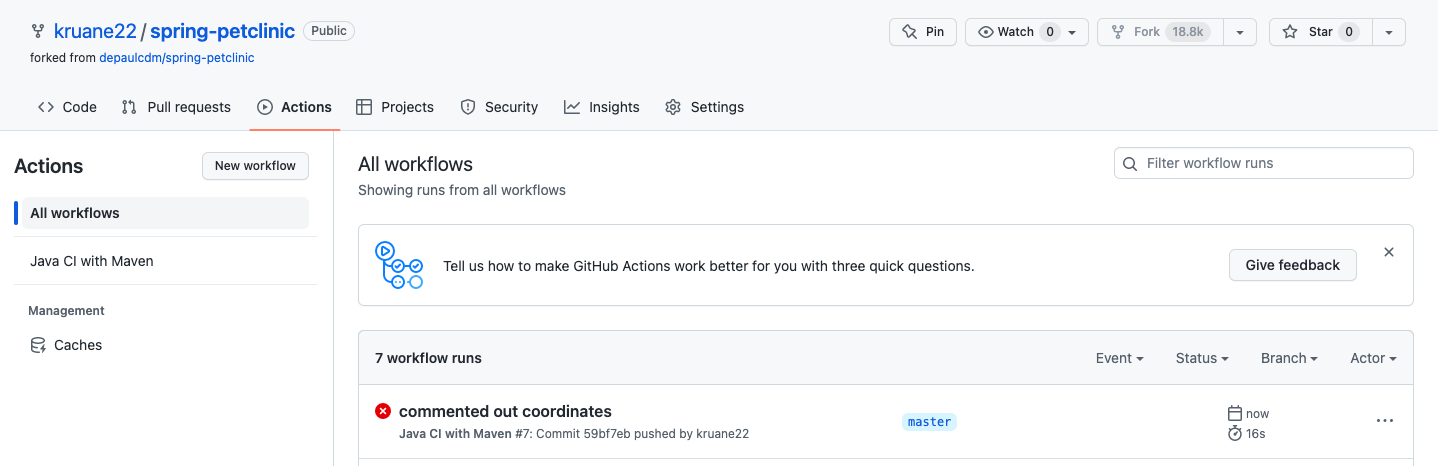 kruane22 / spring-petclinic Public
Pin Watch 0 Fork 18.8k Star 0
forked from depaulcdm/spring-petclinic
Code Pull requests Actions Projects Security Insights Settings
Actions New workflow
All workflows
Java CI with Maven
Management
Caches
All workflows
Filter workflow runs
Showing runs from all workflows
Tell us how to make GitHub Actions work better for you with three quick questions. Give feedback
7 workflow runs Event Status Branch Actor
commented out coordinates
Java CI with Maven #7: Commit 59bf7eb pushed by kruane22
master
now
16s